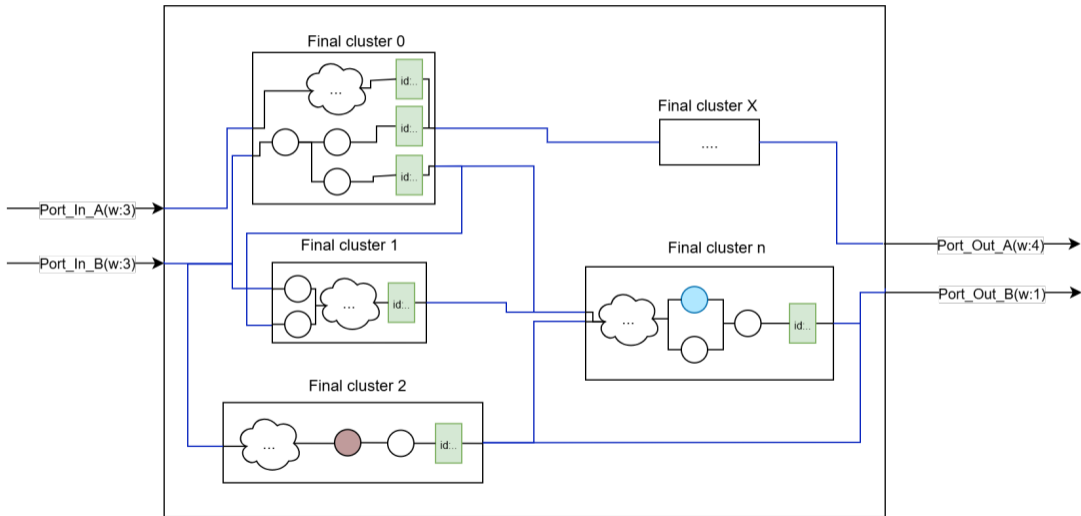 Final cluster 0
...
id:..
id:..
id:..
Final cluster X
....
Port_In_A(w:3)
Port_In_B(w:3)
Final cluster 1
...
id:..
Final cluster n
...
id:..
Port_Out_A(w:4)
Port_Out_B(w:1)
Final cluster 2
...
id:..